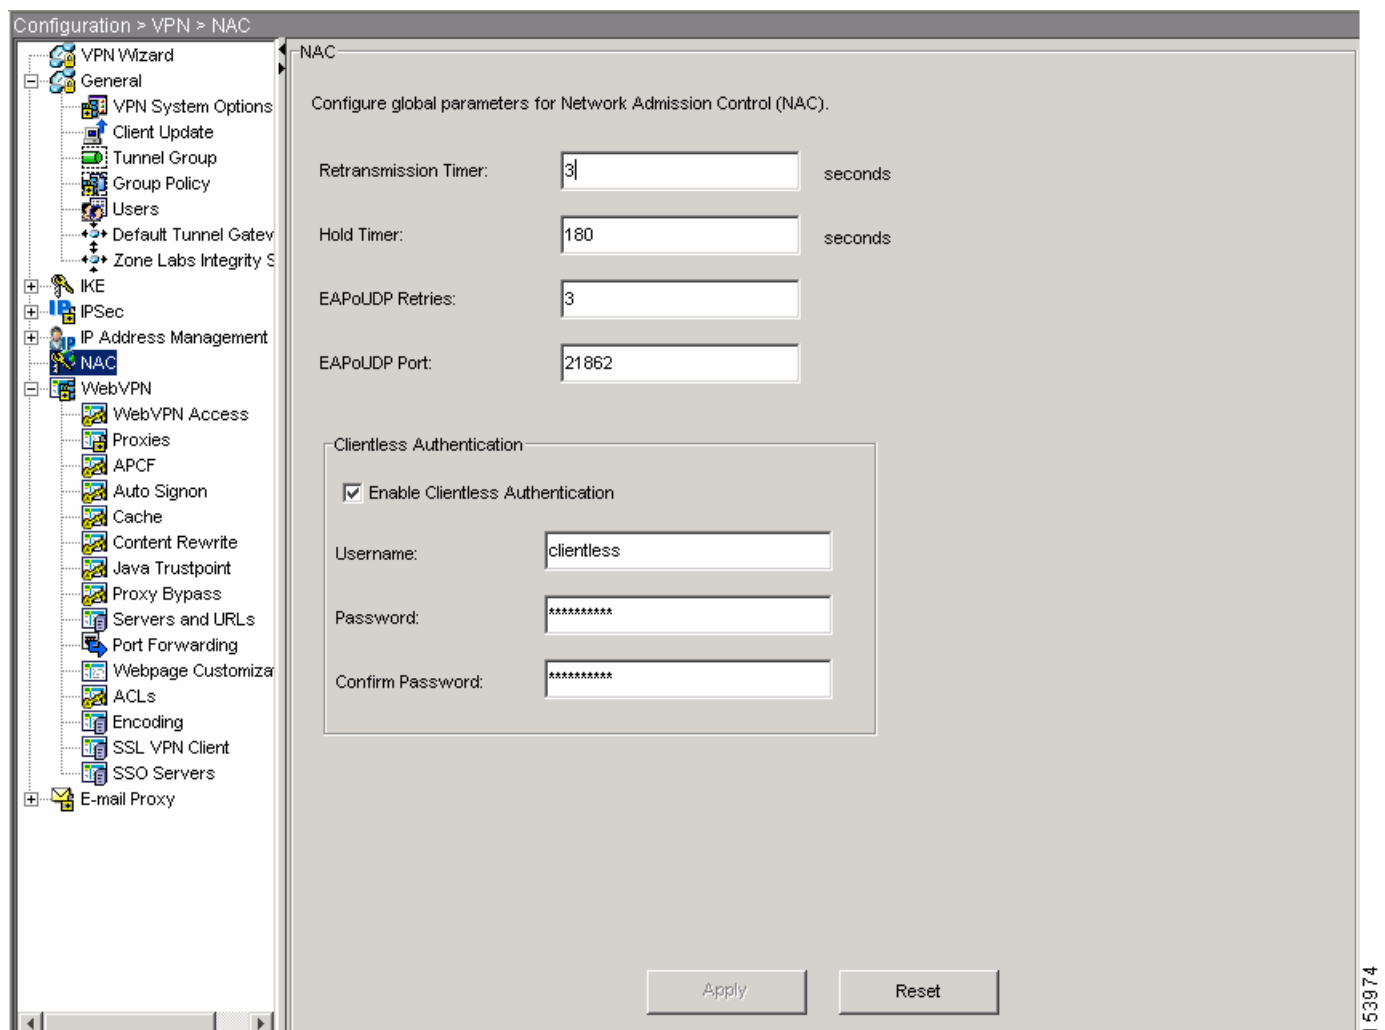 Configuration > VPN > NAC
VPN Wizard
General
VPN System Options
Client Update
Tunnel Group
Group Policy
Users
Default Tunnel Gatev
Zone Labs Integrity S
IKE
IPSec
IP Address Management
NAC
WebVPN
WebVPN Access
Proxies
APCF
Auto Signon
Cache
Content Rewrite
Java Trustpoint
Proxy Bypass
Servers and URLs
Port Forwarding
Webpage Customiza
ACLs
Encoding
SSL VPN Client
SSO Servers
E-mail Proxy
NAC
Configure global parameters for Network Admission Control (NAC).
Retransmission Timer: 3 seconds
Hold Timer: 180 seconds
EAPoUDP Retries: 3
EAPoUDP Port: 21862
Clientless Authentication
Enable Clientless Authentication
Username: clientless
Password: **********
Confirm Password: **********
Apply Reset
153974